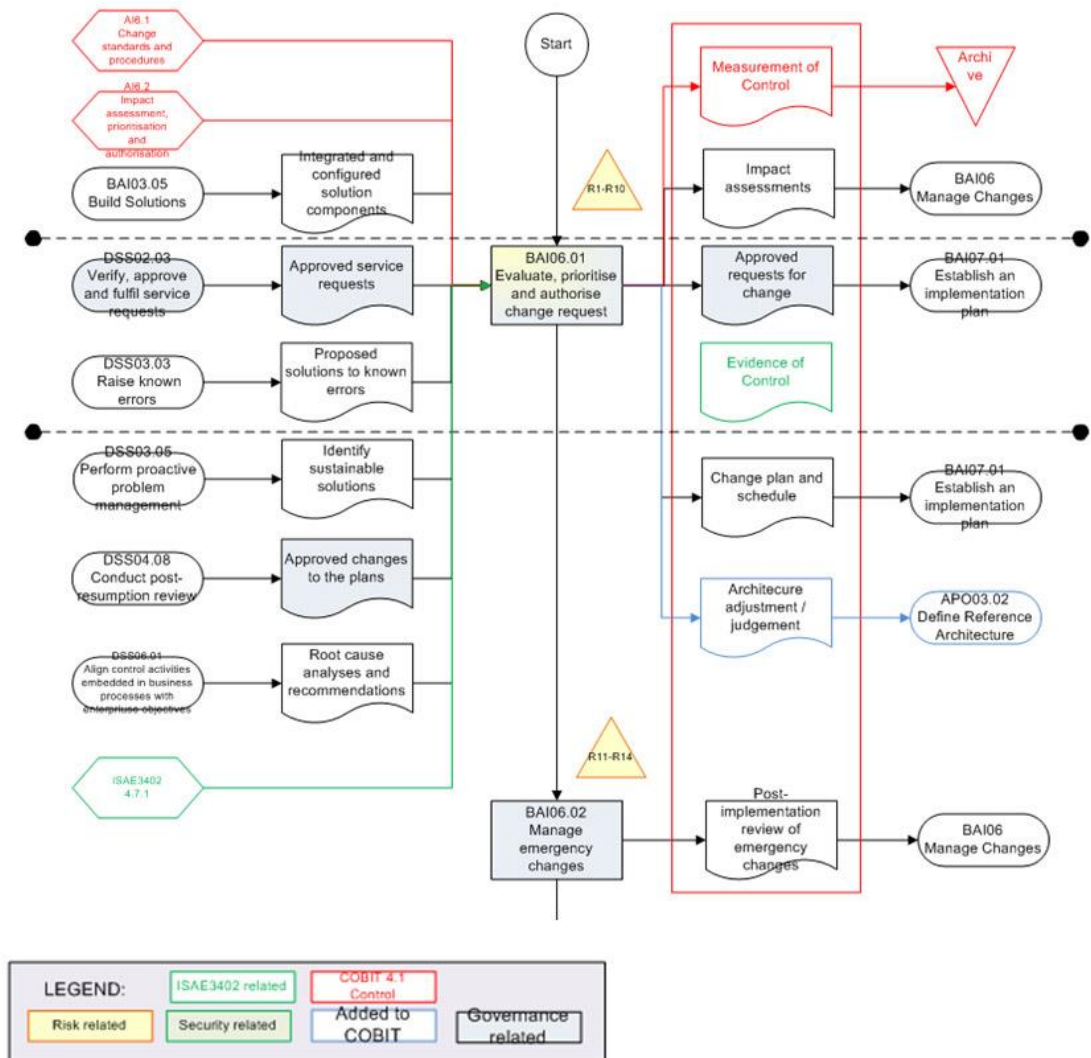 AI6.1
Change
standards and
procedures
Start
Measurement of
Control
Archi
ve
AI6.2
Impact
assessment,
prioritisation
and
authorisation
BAI03.05
Build Solutions
Integrated and
configured
solution
components
R1-R10
Impact
assessments
BAI06
Manage Changes
DSS02.03
Verify, approve
and fulfil service
requests
Approved service
requests
BAI06.01
Evaluate, prioritise
and authorise
change request
Approved
requests for
change
BAI07.01
Establish an
implementation
plan
DSS03.03
Raise known
errors
Proposed
solutions to known
errors
Evidence of
Control
DSS03.05
Perform proactive
problem
management
Identify
sustainable
solutions
Change plan and
schedule
BAI07.01
Establish an
implementation
plan
DSS04.08
Conduct post-
resumption review
Approved changes
to the plans
Architecure
adjustment /
judgement
APO03.02
Define Reference
Architecture
DSS06.01
Align control activities
embedded in business
processes with
enterpriuse objectives
Root cause
analyses and
recommendations
R11-R14
ISAE3402
4.7.1
BAI06.02
Manage
emergency
changes
Post-
implementation
review of
emergency
changes
BAI06
Manage Changes
LEGEND:
ISAE3402 related
COBIT 4.1
Control
Risk related
Security related
Added to
COBIT
Governance
related